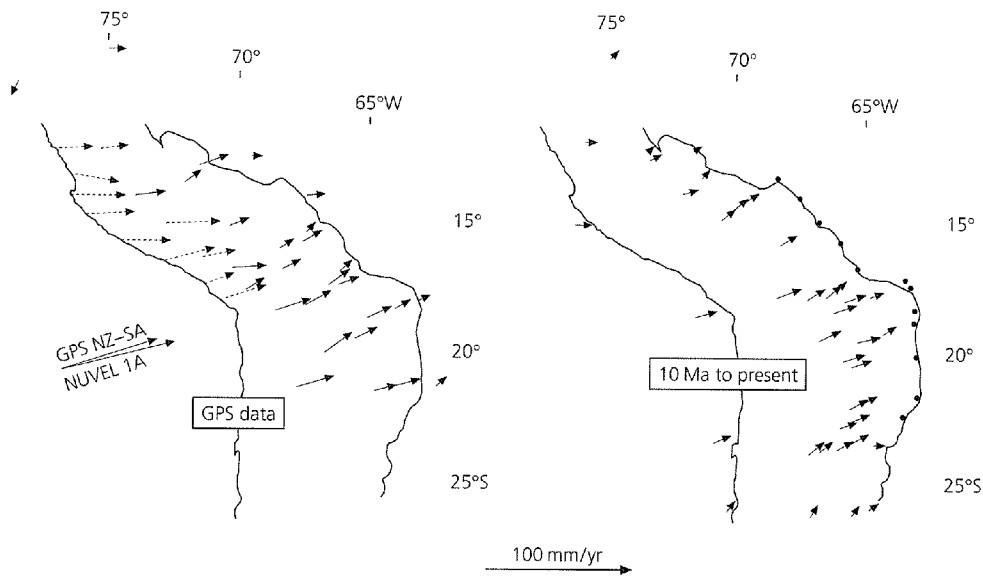 75°
70°
65°W
15°
20°
25°S
GPS NZ–SA
NUVEL 1A
GPS data
75°
70°
65°W
15°
20°
25°S
10 Ma to present
100 mm/yr